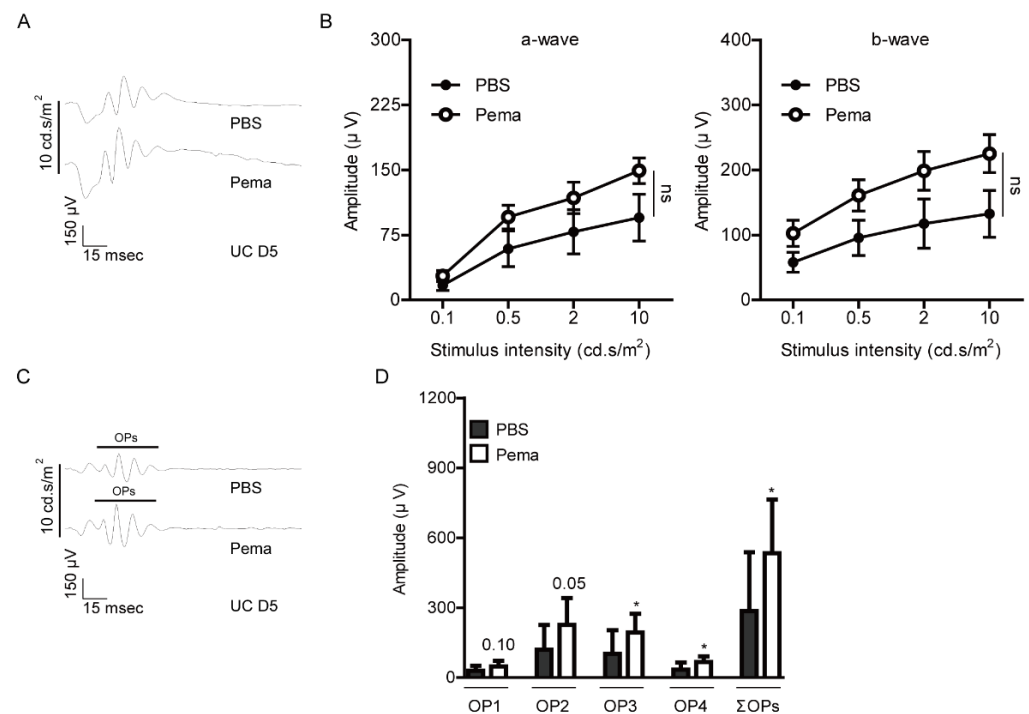 A
10 cd.s/m²
PBS
Pema
150 µV
15 msec
UC D5
B
a-wave
PBS
Pema
Amplitude (µ V)
300
225
150
75
0
ns
0.1 0.5 2 10
Stimulus intensity (cd.s/m²)
b-wave
PBS
Pema
Amplitude (µ V)
400
300
200
100
0
ns
0.1 0.5 2 10
Stimulus intensity (cd.s/m²)
C
10 cd.s/m²
OPs
PBS
OPs
Pema
150 µV
15 msec
UC D5
D
PBS
Pema
Amplitude (µ V)
1200
900
600
300
0
0.10
0.05
*
*
*
OP1 OP2 OP3 OP4 ΣOPs